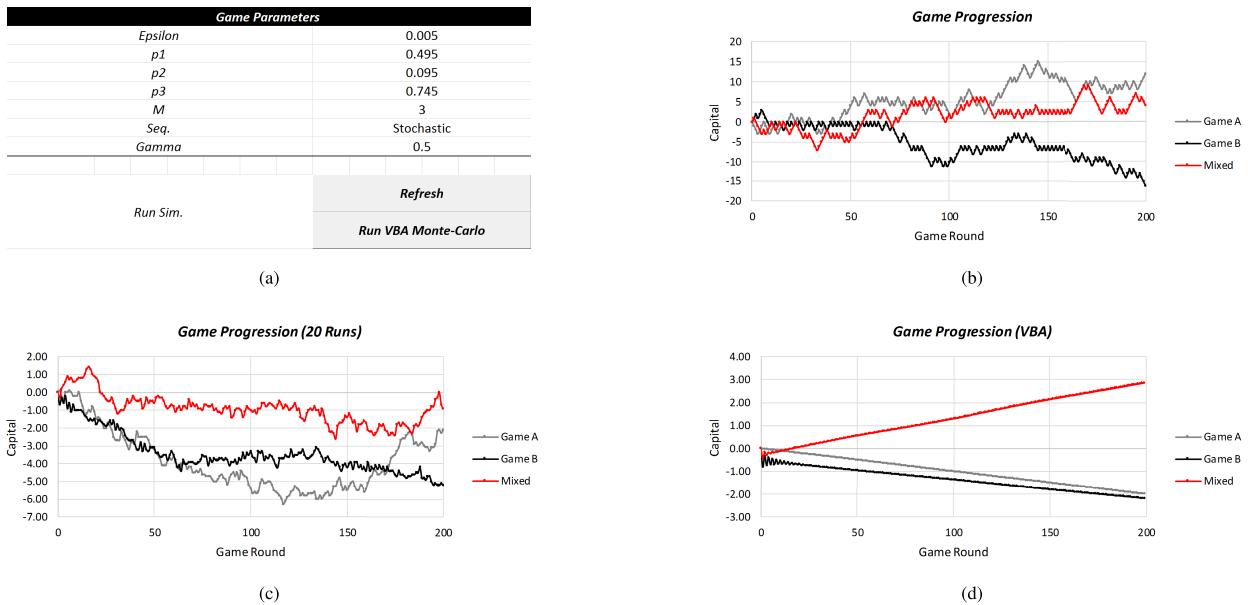 Game Parameters
Epsilon 0.005
p1 0.495
p2 0.095
p3 0.745
M 3
Seq. Stochastic
Gamma 0.5
Run Sim.
Refresh
Run VBA Monte-Carlo
(a)
Game Progression
20
15
10
5
0
-5
-10
-15
-20
Capital
0 50 100 150 200
Game Round
Game A
Game B
Mixed
(b)
Game Progression (20 Runs)
2.00
1.00
0.00
-1.00
-2.00
-3.00
-4.00
-5.00
-6.00
-7.00
Capital
0 50 100 150 200
Game Round
Game A
Game B
Mixed
(c)
Game Progression (VBA)
4.00
3.00
2.00
1.00
0.00
-1.00
-2.00
-3.00
Capital
0 50 100 150 200
Game Round
Game A
Game B
Mixed
(d)